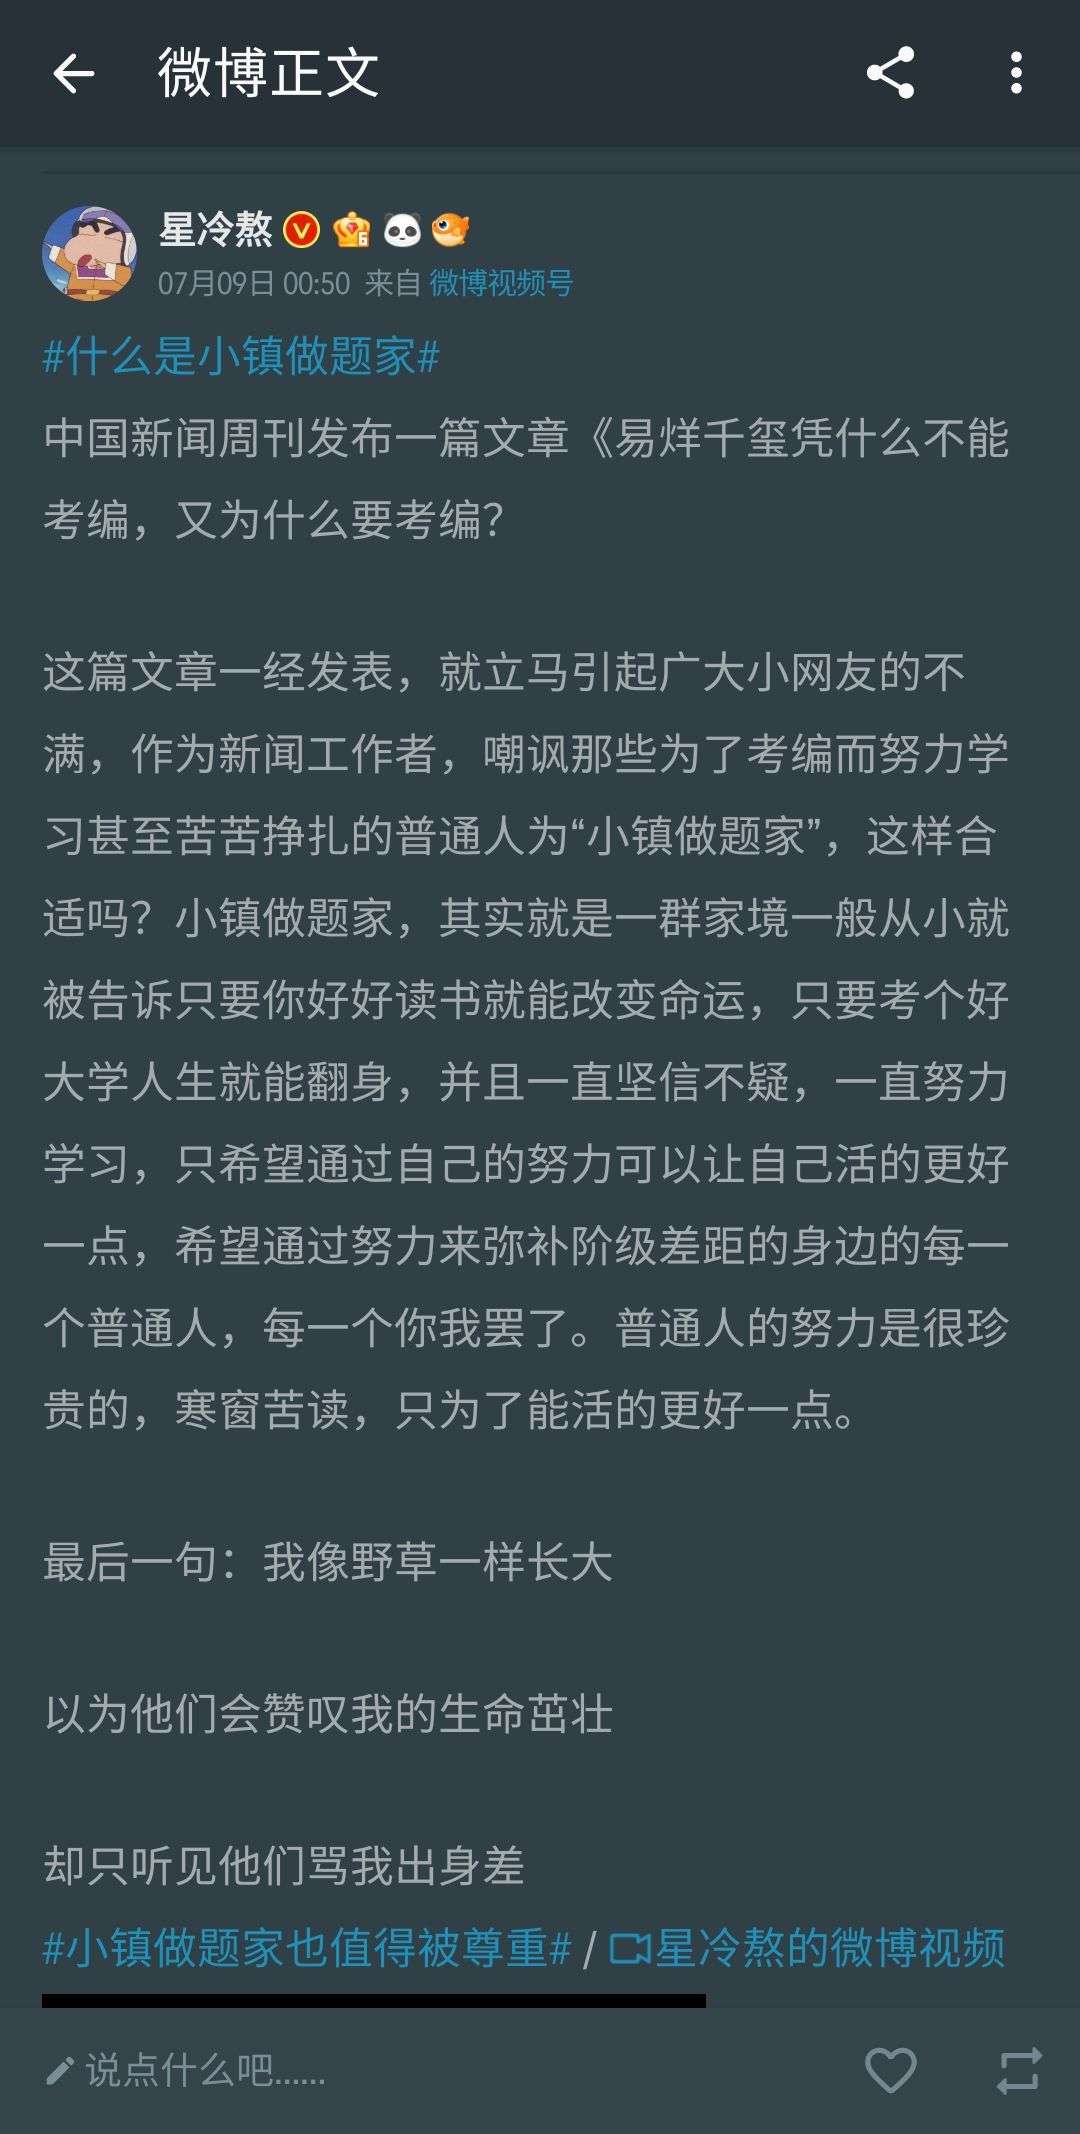 微博正文
星冷熬
07月09日 00:50 来自 微博视频号
#什么是小镇做题家#
中国新闻周刊发布一篇文章《易烊千玺凭什么不能
考编，又为什么要考编？
这篇文章一经发表，就立马引起广大小网友的不
满，作为新闻工作者，嘲讽那些为了考编而努力学
习甚至苦苦挣扎的普通人为“小镇做题家”，这样合
适吗？小镇做题家，其实就是一群家境一般从小就
被告诉只要你好好读书就能改变命运，只要考个好
大学人生就能翻身，并且一直坚信不疑，一直努力
学习，只希望通过自己的努力可以让自己活的更好
一点，希望通过努力来弥补阶级差距的身边的每一
个普通人，每一个你我罢了。普通人的努力是很珍
贵的，寒窗苦读，只为了能活的更好一点。
最后一句：我像野草一样长大
以为他们会赞叹我的生命茁壮
却只听见他们骂我出身差
#小镇做题家也值得被尊重# / 星冷熬的微博视频
说点什么吧......